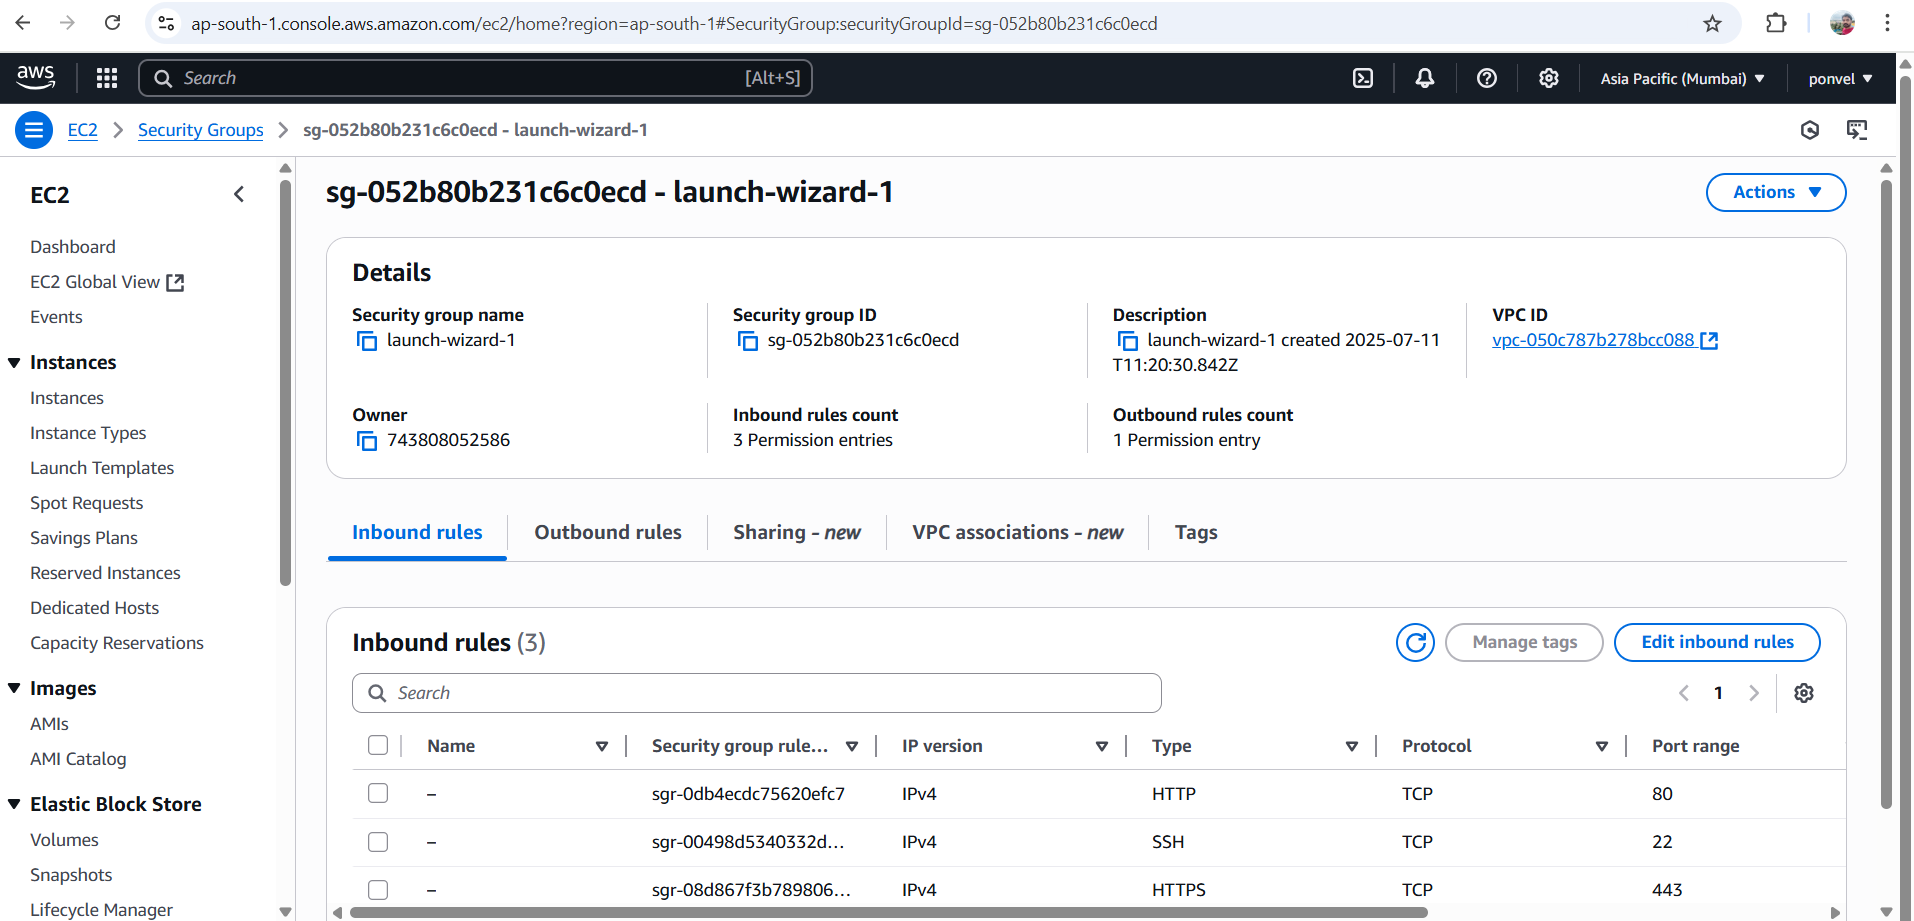 ap-south-1.console.aws.amazon.com/ec2/home?region=ap-south-1#SecurityGroup:securityGroupId=sg-052b80b231c6c0ecd
aws
Search
[Alt+S]
Asia Pacific (Mumbai)
ponvel
EC2
Security Groups
sg-052b80b231c6c0ecd - launch-wizard-1
EC2
Dashboard
EC2 Global View
Events
Instances
Instances
Instance Types
Launch Templates
Spot Requests
Savings Plans
Reserved Instances
Dedicated Hosts
Capacity Reservations
Images
AMIs
AMI Catalog
Elastic Block Store
Volumes
Snapshots
Lifecycle Manager
sg-052b80b231c6c0ecd - launch-wizard-1
Actions
Details
Security group name
launch-wizard-1
Security group ID
sg-052b80b231c6c0ecd
Description
launch-wizard-1 created 2025-07-11
T11:20:30.842Z
VPC ID
vpc-050c787b278bcc088
Owner
743808052586
Inbound rules count
3 Permission entries
Outbound rules count
1 Permission entry
Inbound rules
Outbound rules
Sharing - new
VPC associations - new
Tags
Inbound rules (3)
Manage tags
Edit inbound rules
Search
1
Name Security group rule... IP version Type Protocol Port range
– sgr-0db4ecdc75620efc7 IPv4 HTTP TCP 80
– sgr-00498d5340332d... IPv4 SSH TCP 22
– sgr-08d867f3b789806... IPv4 HTTPS TCP 443